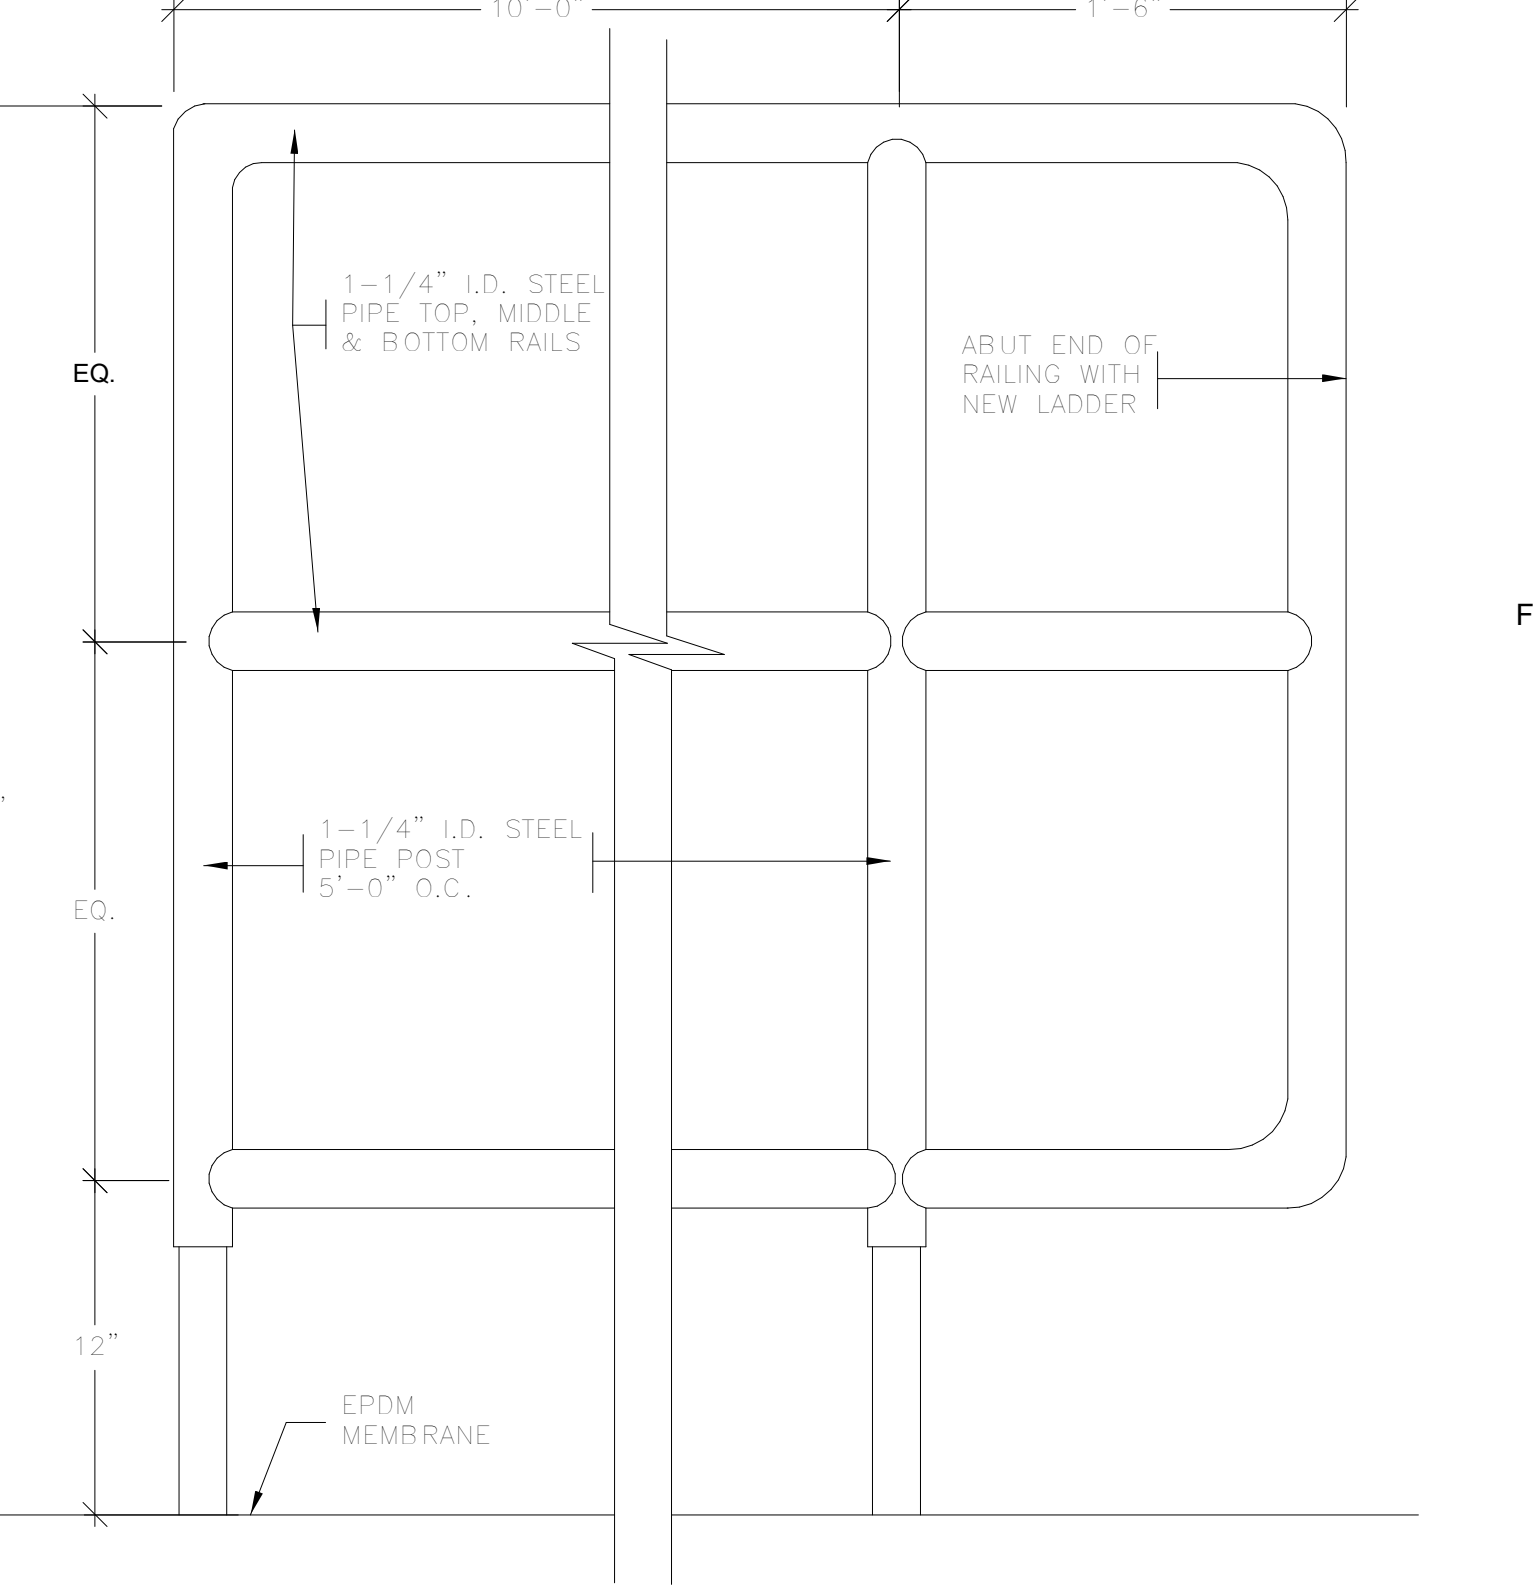 10'-0" 1'-6"
1-1/4" I.D. STEEL
PIPE TOP, MIDDLE
& BOTTOM RAILS
ABUT END OF
RAILING WITH
NEW LADDER
EQ.
F
1-1/4" I.D. STEEL
PIPE POST
5'-0" O.C.
EQ.
12"
EPDM
MEMBRANE